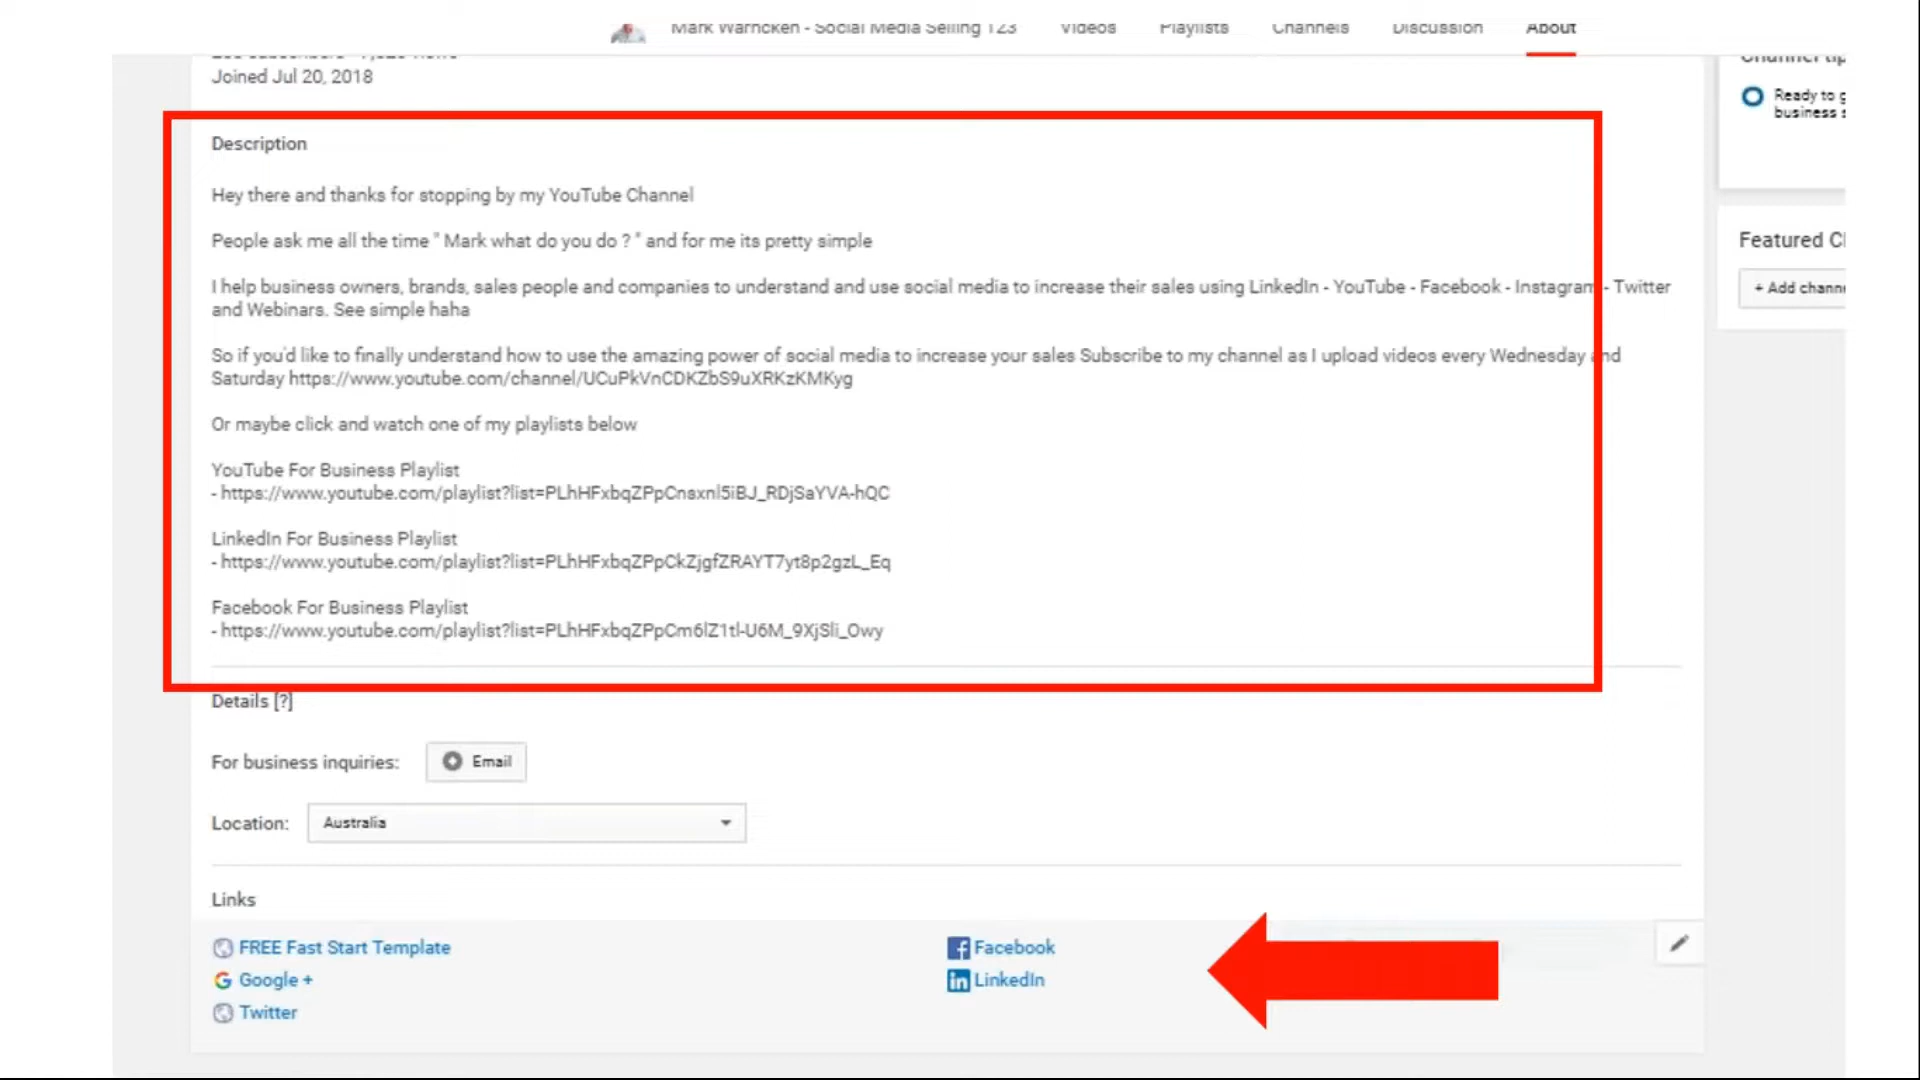 Mark Warncken - Social Media Selling 123 Videos Playlists Channels Discussion About
Joined Jul 20, 2018
Description
Hey there and thanks for stopping by my YouTube Channel
People ask me all the time " Mark what do you do ? " and for me its pretty simple
I help business owners, brands, sales people and companies to understand and use social media to increase their sales using LinkedIn - YouTube - Facebook - Instagram - Twitter
and Webinars. See simple haha
So if you'd like to finally understand how to use the amazing power of social media to increase your sales Subscribe to my channel as I upload videos every Wednesday and
Saturday https://www.youtube.com/channel/UCuPkVnCDKZbS9uXRKzKMKyg
Or maybe click and watch one of my playlists below
YouTube For Business Playlist
- https://www.youtube.com/playlist?list=PLhHFxbqZPpCnsxnl5iBJ_RDjSaYVA-hQC
LinkedIn For Business Playlist
- https://www.youtube.com/playlist?list=PLhHFxbqZPpCkZjgfZRAYT7yt8p2gzL_Eq
Facebook For Business Playlist
- https://www.youtube.com/playlist?list=PLhHFxbqZPpCm6lZ1tl-U6M_9XjSli_Owy
Details [?]
For business inquiries: Email
Location: Australia
Links
FREE Fast Start Template
Google +
Twitter
Facebook
LinkedIn
Channel tip
Ready to g
business s
Featured C
+ Add chann